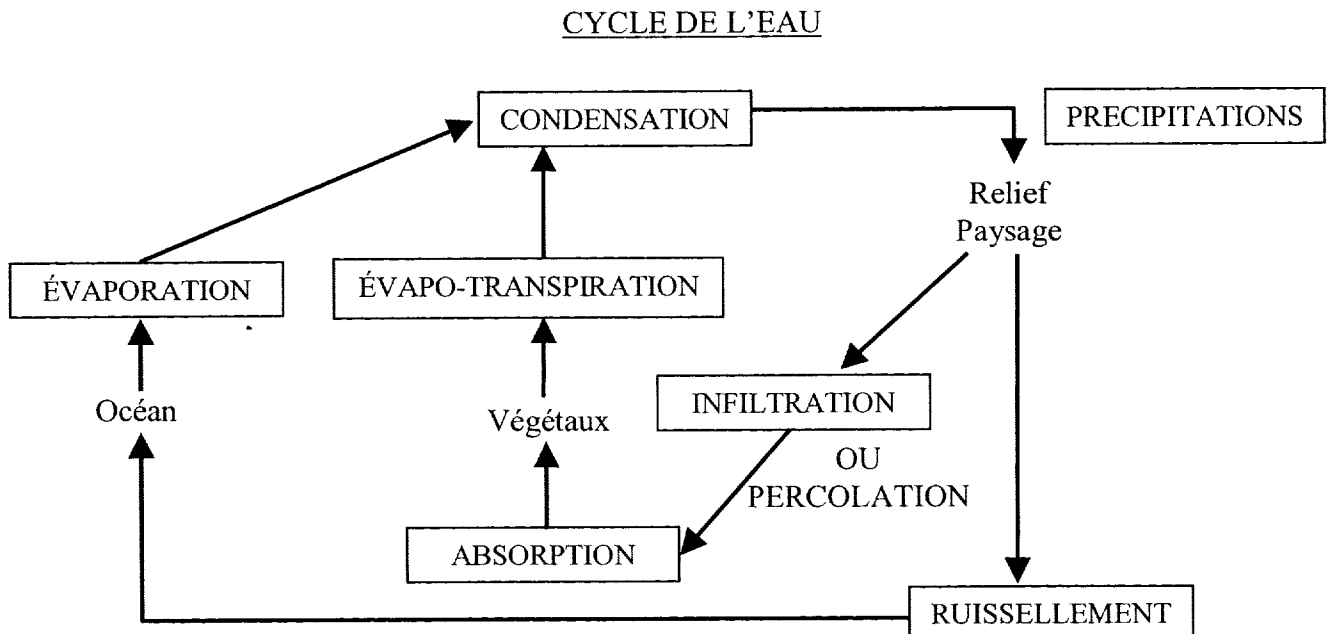 CYCLE DE L'EAU
CONDENSATION
PRECIPITATIONS
Relief
Paysage
ÉVAPORATION
ÉVAPO-TRANSPIRATION
Océan
Végétaux
INFILTRATION
OU
PERCOLATION
ABSORPTION
RUISSELLEMENT